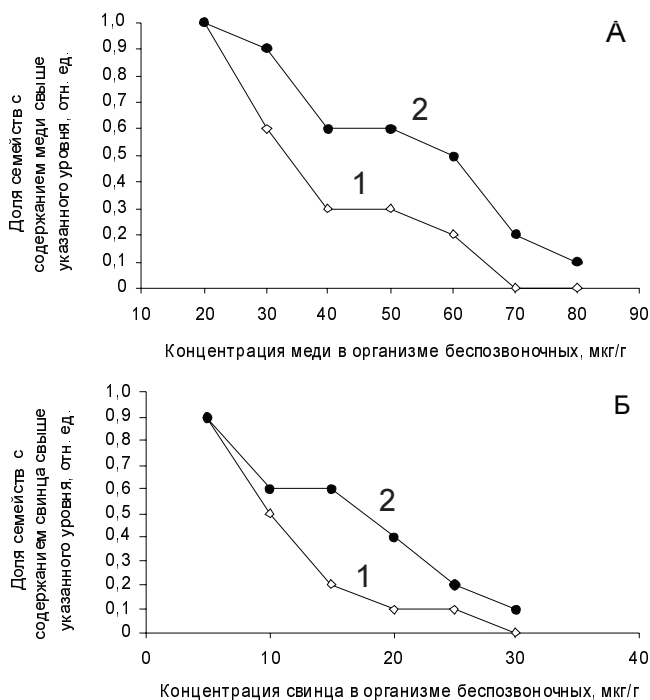 А
Доля семейств с
содержанием меди свыше
указанного уровня, отн. ед.
1,0
0,9
0,8
0,7
0,6
0,5
0,4
0,3
0,2
0,1
0
2
1
10 20 30 40 50 60 70 80 90
Концентрация меди в организме беспозвоночных, мкг/г
Б
Доля семейств с
содержанием свинца свыше
указанного уровня, отн. ед.
1,0
0,9
0,8
0,7
0,6
0,5
0,4
0,3
0,2
0,1
0
2
1
0 10 20 30 40
Концентрация свинца в организме беспозвоночных, мкг/г